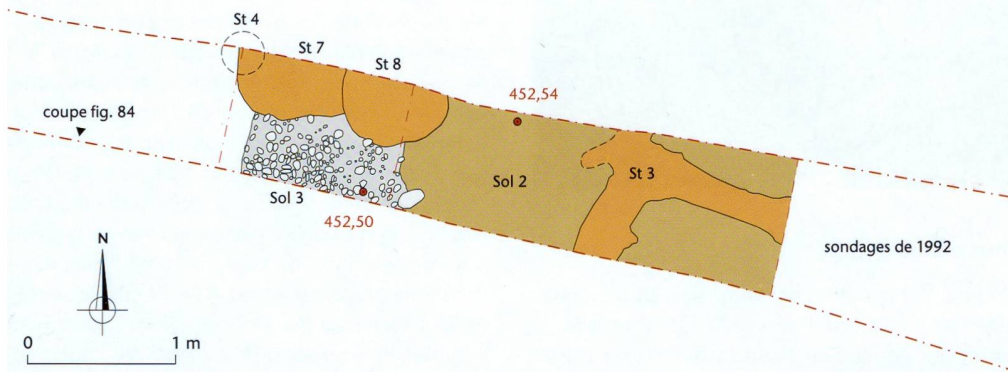 St 4
St 7
St 8
452,54
coupe fig. 84
Sol 2
St 3
Sol 3
452,50
sondages de 1992
N
0 1 m